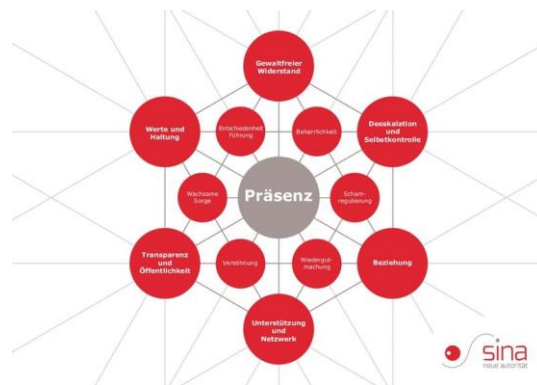 Gewaltfreier
Widerstand
Werte und
Haltung
Entschiedenheit
Führung
Beharrlichkeit
Deeskalation
und
Selbstkontrolle
Wachsame
Sorge
Präsenz
Scham-
regulierung
Transparenz
und
Öffentlichkeit
Versöhnung
Wiedergut-
machung
Beziehung
Unterstützung
und
Netzwerk
sina
neue autorität